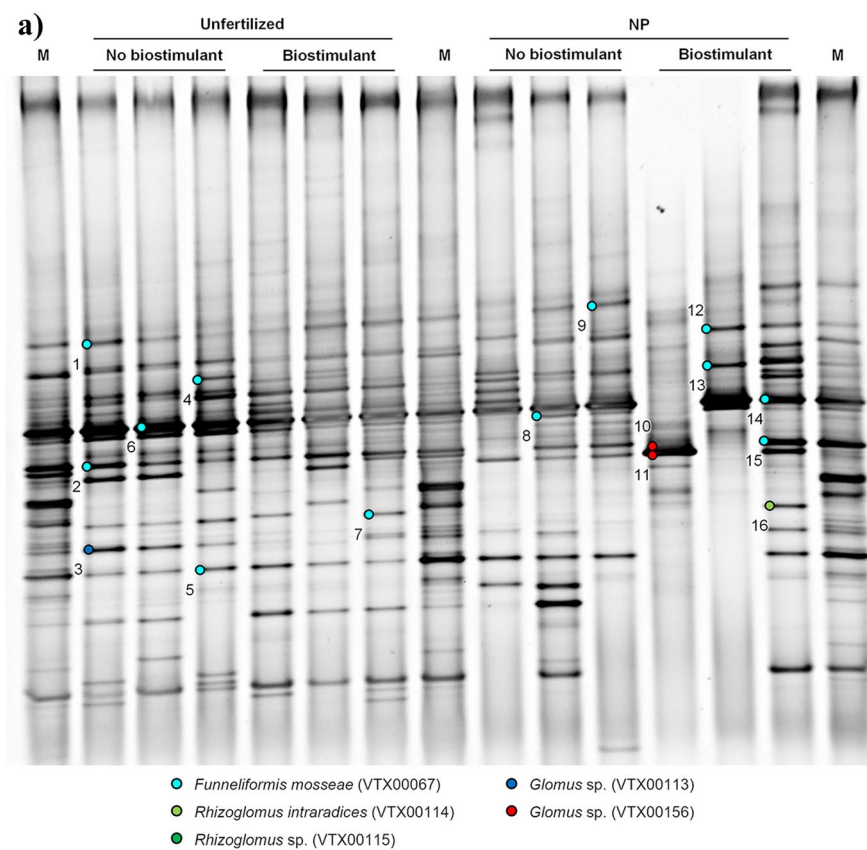 a)
Unfertilized NP
M No biostimulant Biostimulant M No biostimulant Biostimulant M
9
12
1
4
13
6
8
10
14
2
11
15
7
16
3
5
Funneliformis mosseae (VTX00067) Glomus sp. (VTX00113)
Rhizoglomus intraradices (VTX00114) Glomus sp. (VTX00156)
Rhizoglomus sp. (VTX00115)